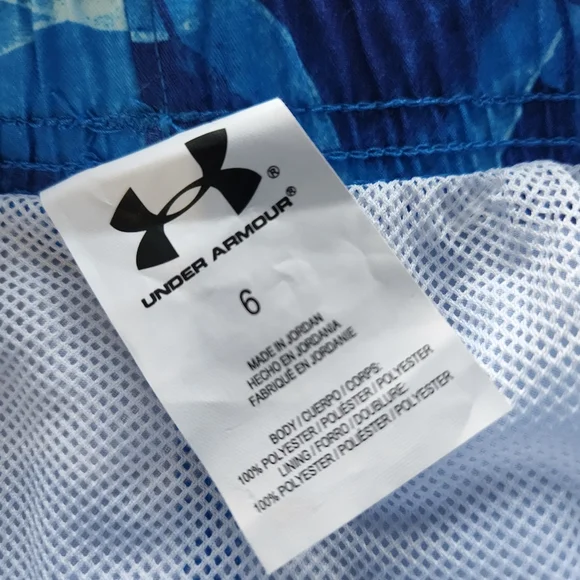 UNDER ARMOUR®
®
6
MADE IN JORDAN
HECHO EN JORDANIA
FABRIQUÉ EN JORDANIE
BODY / CUERPO / CORPS:
100% POLYESTER / POLIÉSTER / POLYESTER
LINING / FORRO / DOUBLURE:
100% POLYESTER / POLIÉSTER / POLYESTER